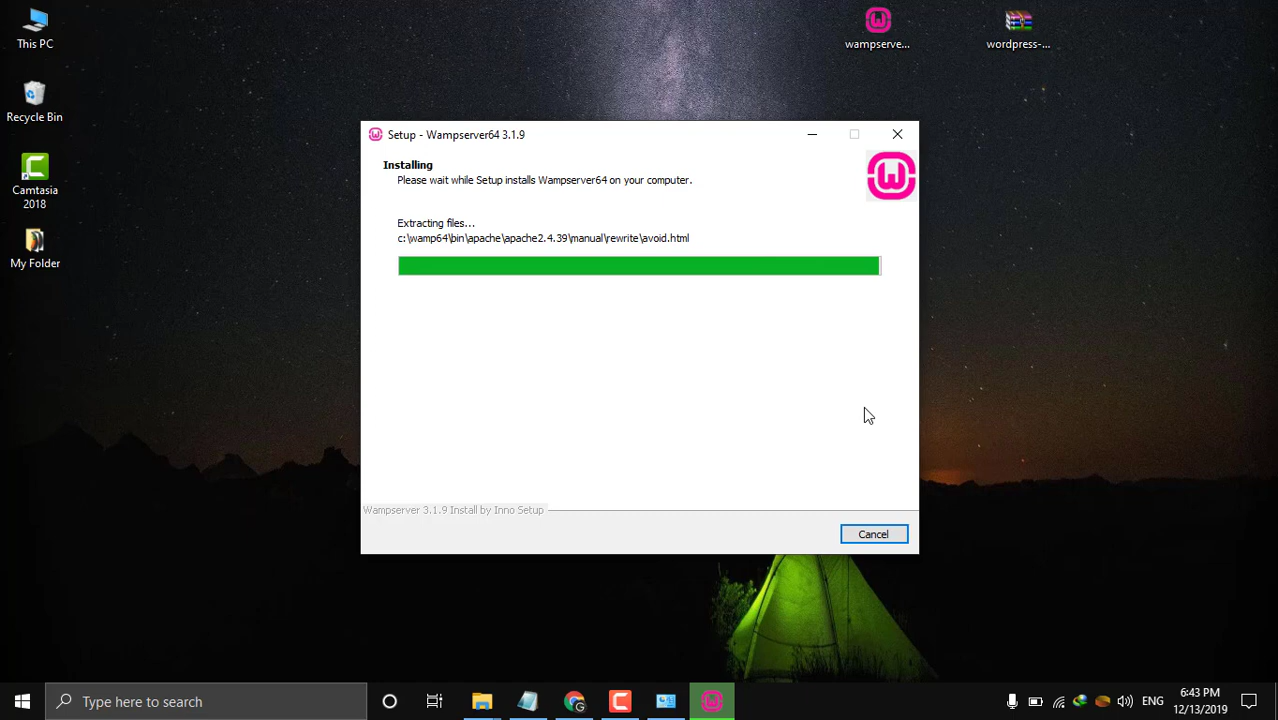 This PC
Recycle Bin
Camtasia
2018
My Folder
wampserve...
wordpress-...
Setup - Wampserver64 3.1.9
Installing
Please wait while Setup installs Wampserver64 on your computer.
Extracting files...
c:\wamp64\bin\apache\apache2.4.39\manual\rewrite\avoid.html
Wampserver 3.1.9 Install by Inno Setup
Cancel
Type here to search
ENG
6:43 PM
12/13/2019